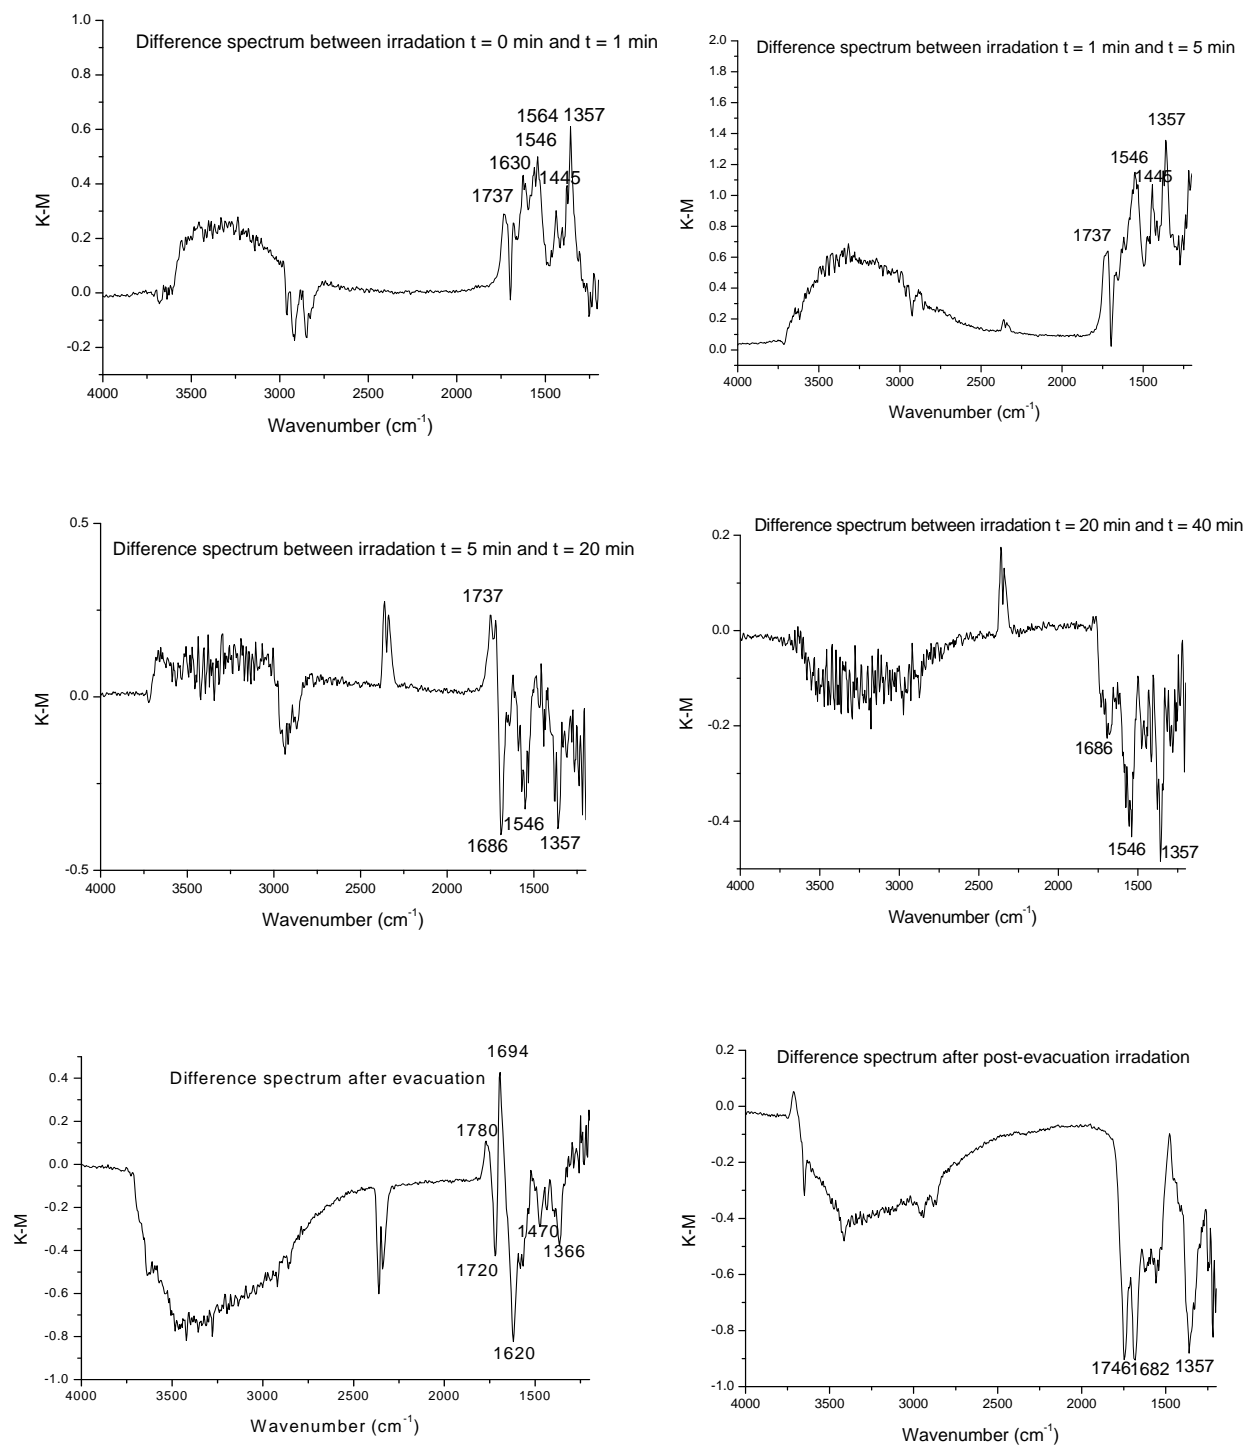 Difference spectrum between irradation t = 0 min and t = 1 min
1.0
0.8
0.6
0.4
0.2
0.0
-0.2
K-M
1564 1357
1546
1630
1445
1737
4000 3500 3000 2500 2000 1500
Wavenumber (cm-1)
Difference spectrum between irradation t = 1 min and t = 5 min
2.0
1.8
1.6
1.4
1.2
1.0
0.8
0.6
0.4
0.2
0.0
K-M
1357
1546
1445
1737
4000 3500 3000 2500 2000 1500
Wavenumber (cm-1)
Difference spectrum between irradation t = 5 min and t = 20 min
0.5
0.0
-0.5
K-M
1737
1546
1686 1357
4000 3500 3000 2500 2000 1500
Wavenumber (cm-1)
Difference spectrum between irradation t = 20 min and t = 40 min
0.2
0.0
-0.2
-0.4
K-M
1686
1546 1357
4000 3500 3000 2500 2000 1500
Wavenumber (cm-1)
1694
Difference spectrum after evacuation
0.4
0.2
0.0
-0.2
-0.4
-0.6
-0.8
-1.0
K-M
1780
1470
1366
1720
1620
4000 3500 3000 2500 2000 1500
Wavenumber (cm-1)
Difference spectrum after post-evacuation irradiation
0.2
0.0
-0.2
-0.4
-0.6
-0.8
-1.0
K-M
1746 1682 1357
4000 3500 3000 2500 2000 1500
Wavenumber (cm-1)